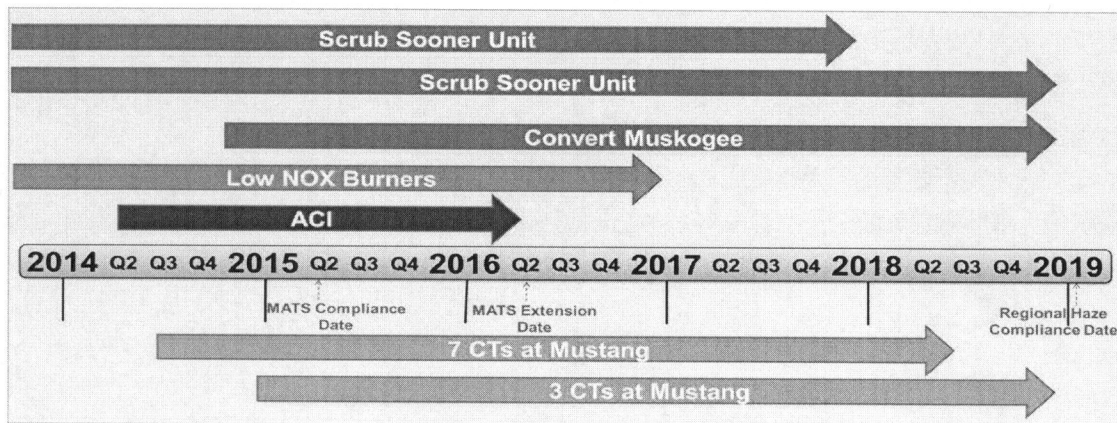 Scrub Sooner Unit
Scrub Sooner Unit
Convert Muskogee
Low NOX Burners
ACI
2014 Q2 Q3 Q4 2015 Q2 Q3 Q4 2016 Q2 Q3 Q4 2017 Q2 Q3 Q4 2018 Q2 Q3 Q4 2019
MATS Compliance
Date
MATS Extension
Date
Regional Haze
Compliance Date
7 CTs at Mustang
3 CTs at Mustang